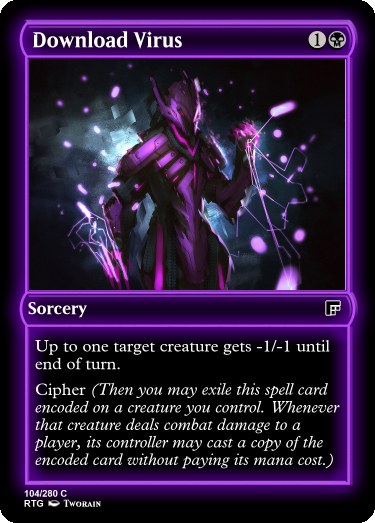 Download Virus 1
Sorcery
Up to one target creature gets -1/-1 until
end of turn.
Cipher (Then you may exile this spell card
encoded on a creature you control. Whenever
that creature deals combat damage to a
player, its controller may cast a copy of the
encoded card without paying its mana cost.)
104/280 C
RTG Tworain